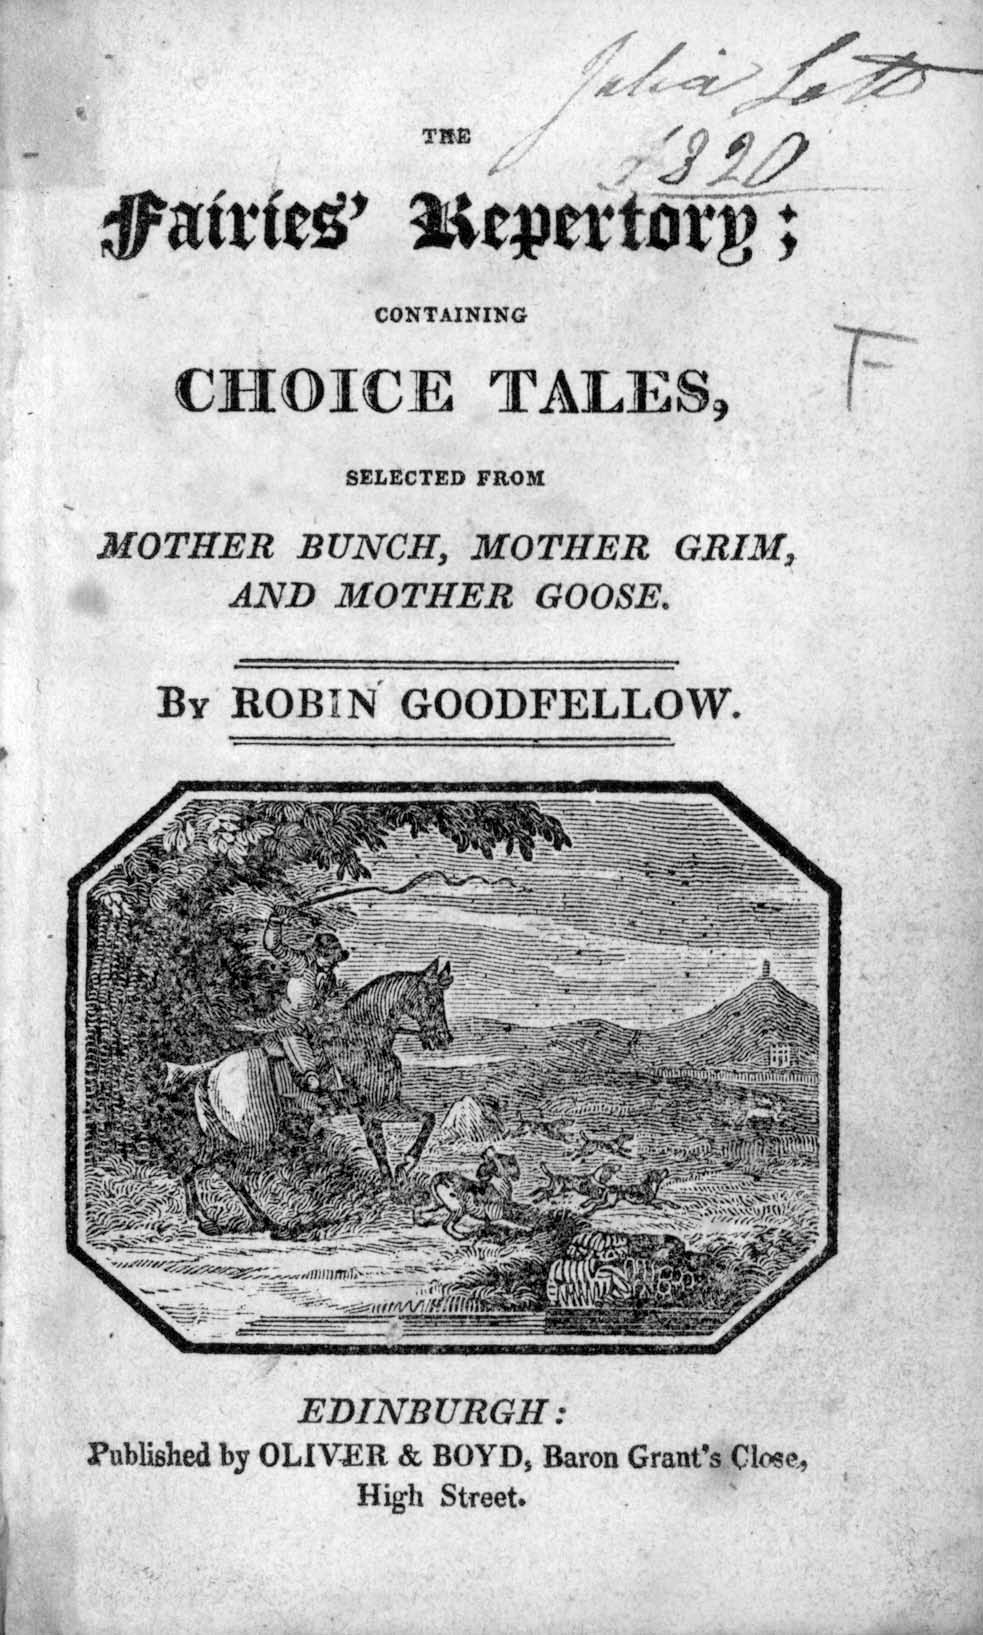 Julia Lett
1820
THE
Fairies' Repertory;
CONTAINING
CHOICE TALES,
F
SELECTED FROM
MOTHER BUNCH, MOTHER GRIM,
AND MOTHER GOOSE.
By ROBIN GOODFELLOW.
EDINBURGH:
Published by OLIVER & BOYD, Baron Grant's Close,
High Street.